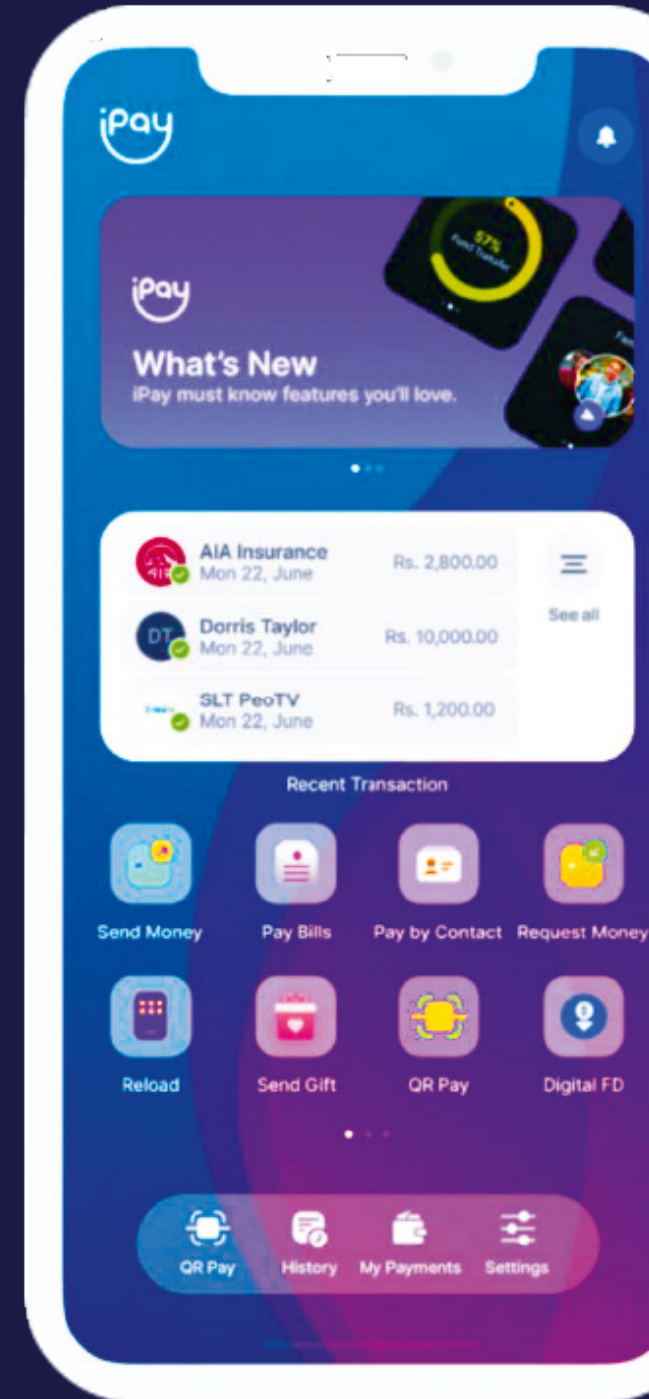 iPay
57%
Fund Transfer
iPay
What's New
iPay must know features you'll love.
AIA Insurance
Mon 22, June
Rs. 2,800.00
See all
DT
Dorris Taylor
Mon 22, June
Rs. 10,000.00
SLT PeoTV
Mon 22, June
Rs. 1,200.00
Recent Transaction
Send Money
Pay Bills
Pay by Contact
Request Money
Reload
Send Gift
QR Pay
Digital FD
QR Pay
History
My Payments
Settings